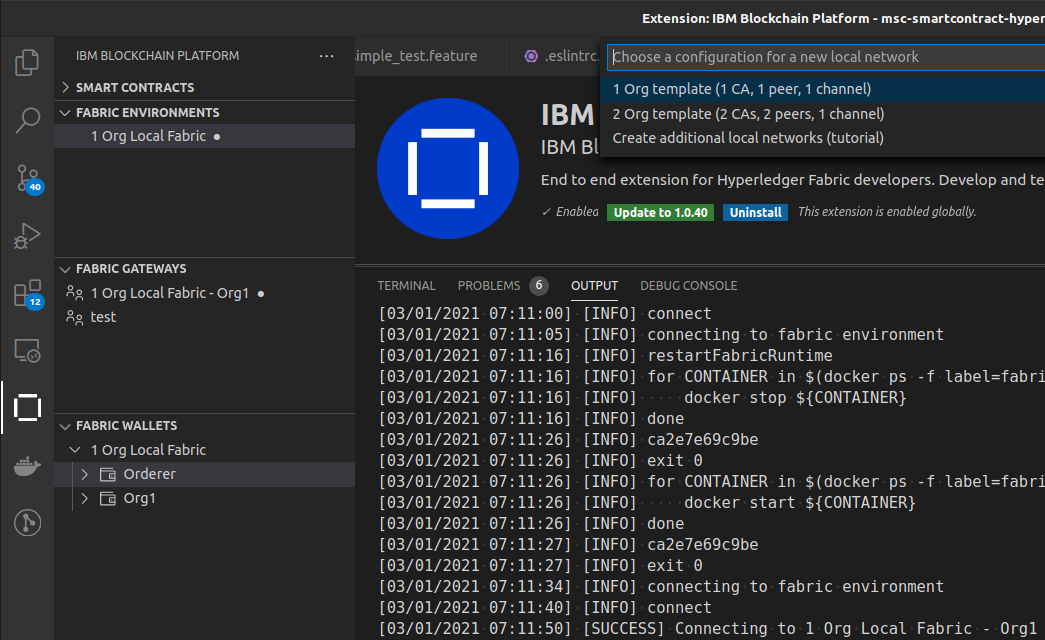 Extension: IBM Blockchain Platform - msc-smartcontract-hyper
IBM BLOCKCHAIN PLATFORM
SMART CONTRACTS
FABRIC ENVIRONMENTS
1 Org Local Fabric
40
12
FABRIC GATEWAYS
1 Org Local Fabric - Org1
test
FABRIC WALLETS
1 Org Local Fabric
Orderer
Org1
imple_test.feature
.eslintrc.
Choose a configuration for a new local network
1 Org template (1 CA, 1 peer, 1 channel)
2 Org template (2 CAs, 2 peers, 1 channel)
Create additional local networks (tutorial)
IBM
IBM Bl
End to end extension for Hyperledger Fabric developers. Develop and te
✓ Enabled Update to 1.0.40 Uninstall This extension is enabled globally.
TERMINAL PROBLEMS 6 OUTPUT DEBUG CONSOLE
[03/01/2021 07:11:00] [INFO] connect
[03/01/2021 07:11:05] [INFO] connecting to fabric environment
[03/01/2021 07:11:16] [INFO] restartFabricRuntime
[03/01/2021 07:11:16] [INFO] for CONTAINER in $(docker ps -f label=fabri
[03/01/2021 07:11:16] [INFO] ····docker stop ${CONTAINER}
[03/01/2021 07:11:16] [INFO] done
[03/01/2021 07:11:26] [INFO] ca2e7e69c9be
[03/01/2021 07:11:26] [INFO] exit 0
[03/01/2021 07:11:26] [INFO] for CONTAINER in $(docker ps -f label=fabri
[03/01/2021 07:11:26] [INFO] ····docker start ${CONTAINER}
[03/01/2021 07:11:26] [INFO] done
[03/01/2021 07:11:27] [INFO] ca2e7e69c9be
[03/01/2021 07:11:27] [INFO] exit 0
[03/01/2021 07:11:34] [INFO] connecting to fabric environment
[03/01/2021 07:11:40] [INFO] connect
[03/01/2021 07:11:50] [SUCCESS] Connecting to 1 Org Local Fabric - Org1